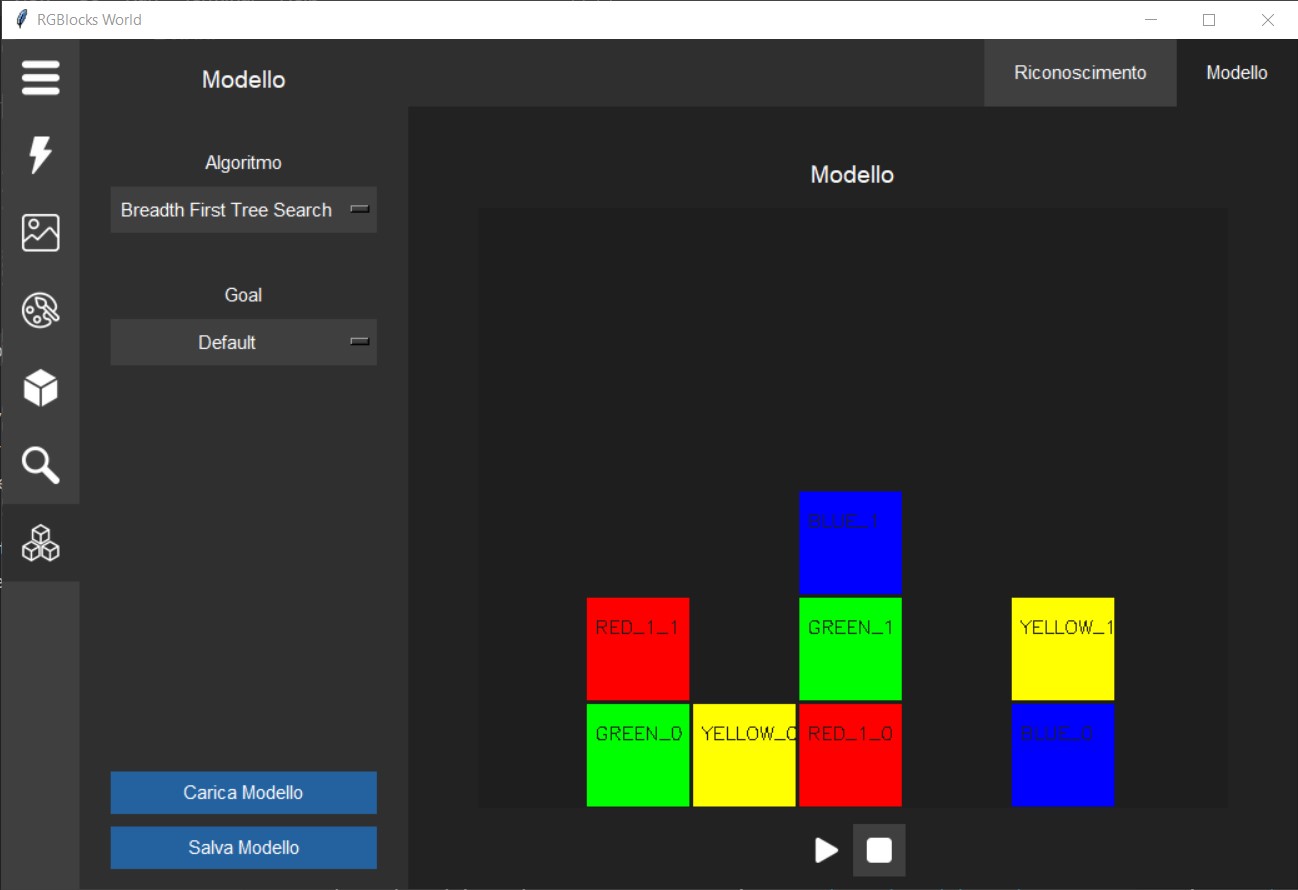 RGBlocks World
Riconoscimento
Modello
Modello
Algoritmo
Breadth First Tree Search
Goal
Default
Carica Modello
Salva Modello
Modello
BLUE_1
RED_1_1
GREEN_1
YELLOW_1
GREEN_0
YELLOW_0
RED_1_0
BLUE_0